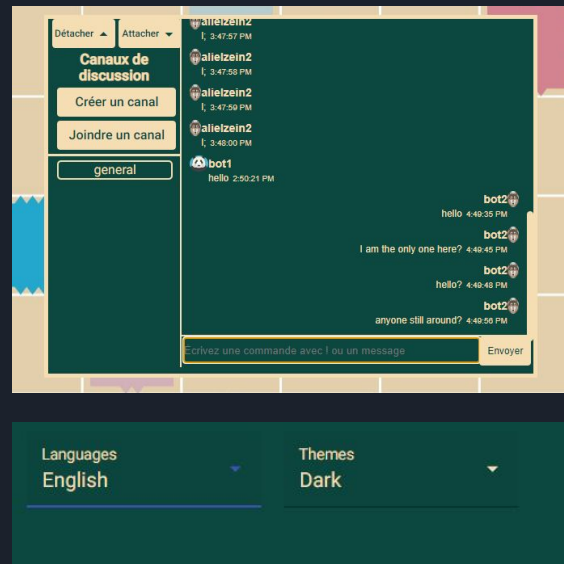 Détacher
Attacher
Canaux de
discussion
Créer un canal
Joindre un canal
general
alielzein2
l; 3:47:57 PM
alielzein2
l; 3:47:58 PM
alielzein2
l; 3:47:59 PM
alielzein2
l; 3:48:00 PM
bot1
hello 2:50:21 PM
bot2
hello 4:49:35 PM
bot2
I am the only one here? 4:49:45 PM
bot2
hello? 4:49:48 PM
bot2
anyone still around? 4:49:56 PM
Ecrivez une commande avec ! ou un message
Envoyer
Languages
English
Themes
Dark